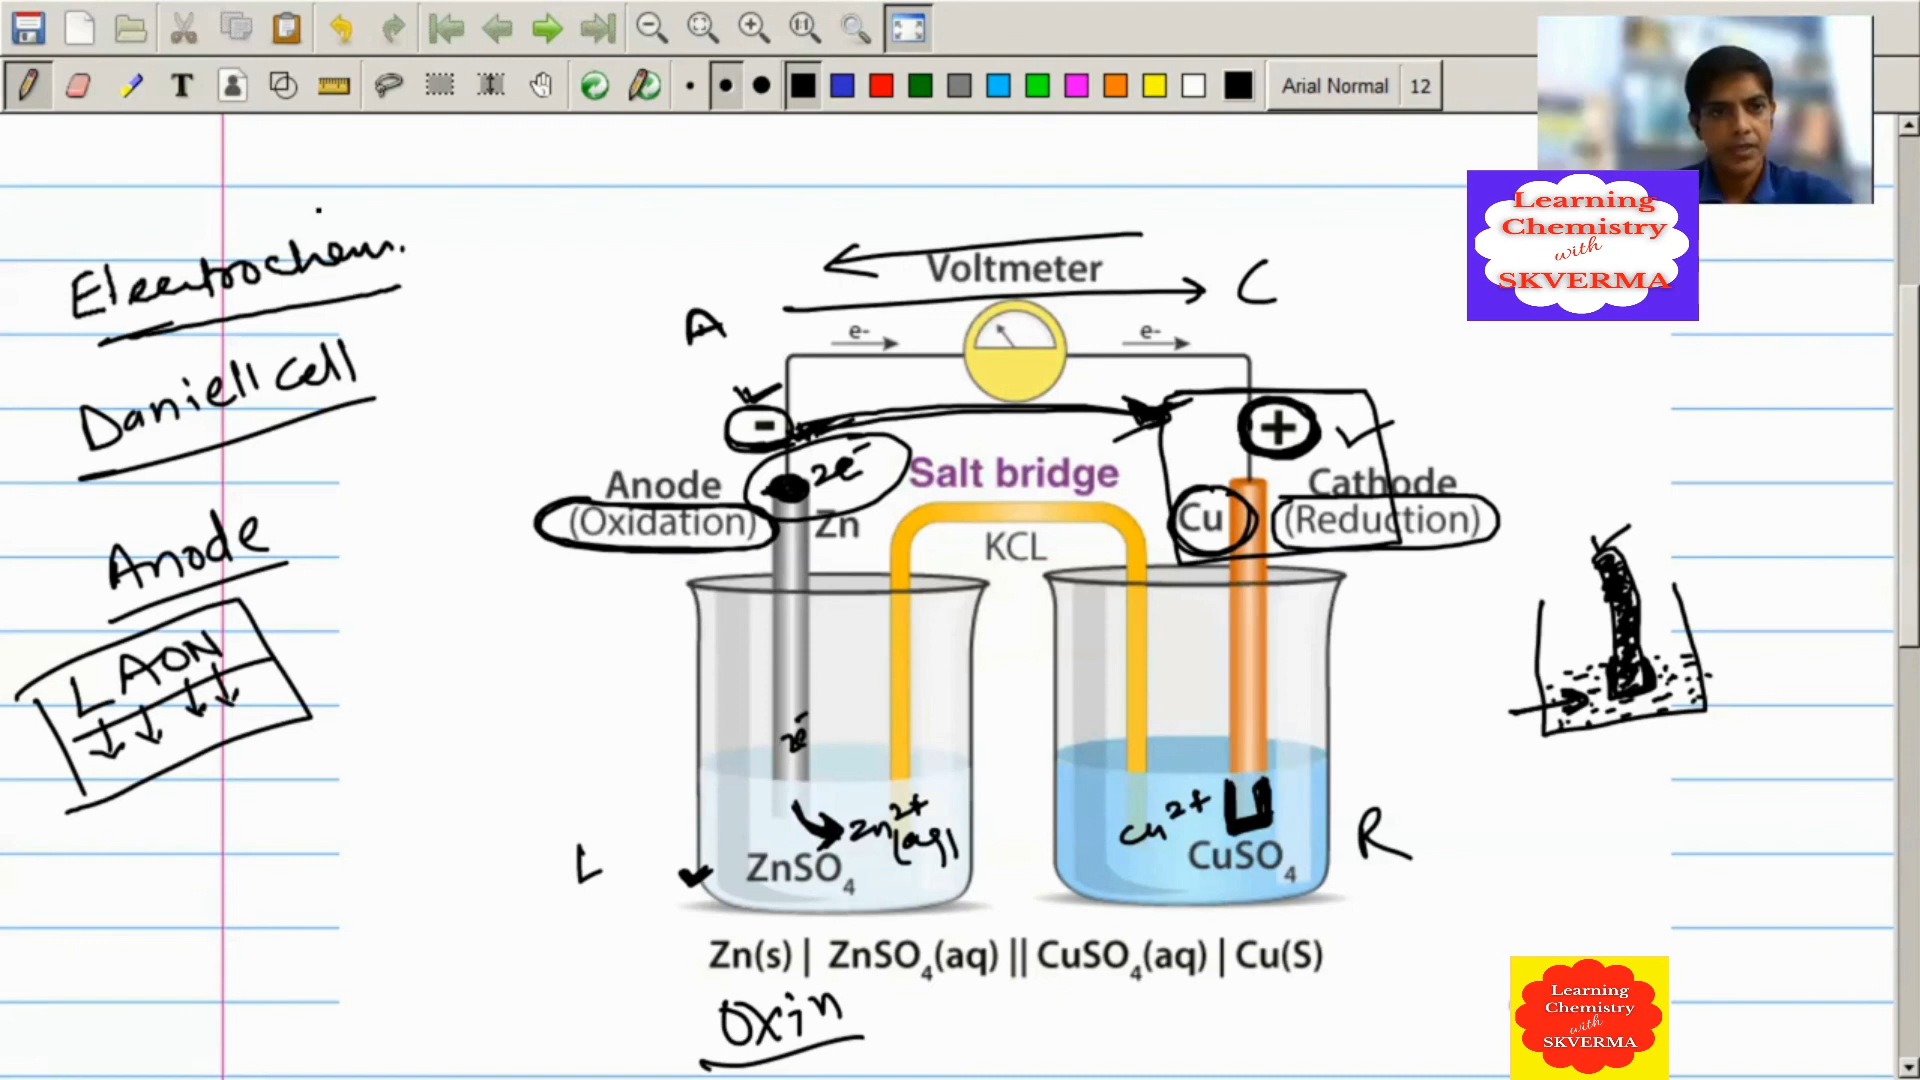 Arial Normal 12
Learning
Chemistry
with
SKVERMA
Electrochem.
Daniell cell
Anode
LAON
Voltmeter
A
C
e-
e-
-
+
2e-
Salt bridge
Anode
(Oxidation)
Zn
KCL
Cu
Cathode
(Reduction)
2e-
Zn2+
(aq)
Cu2+
ZnSO4
CuSO4
L
R
Zn(s) | ZnSO4(aq) || CuSO4(aq) | Cu(S)
Oxin
Learning
Chemistry
with
SKVERMA